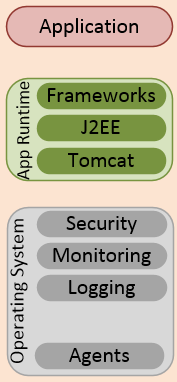 Application
App Runtime
Frameworks
J2EE
Tomcat
Operating System
Security
Monitoring
Logging
Agents